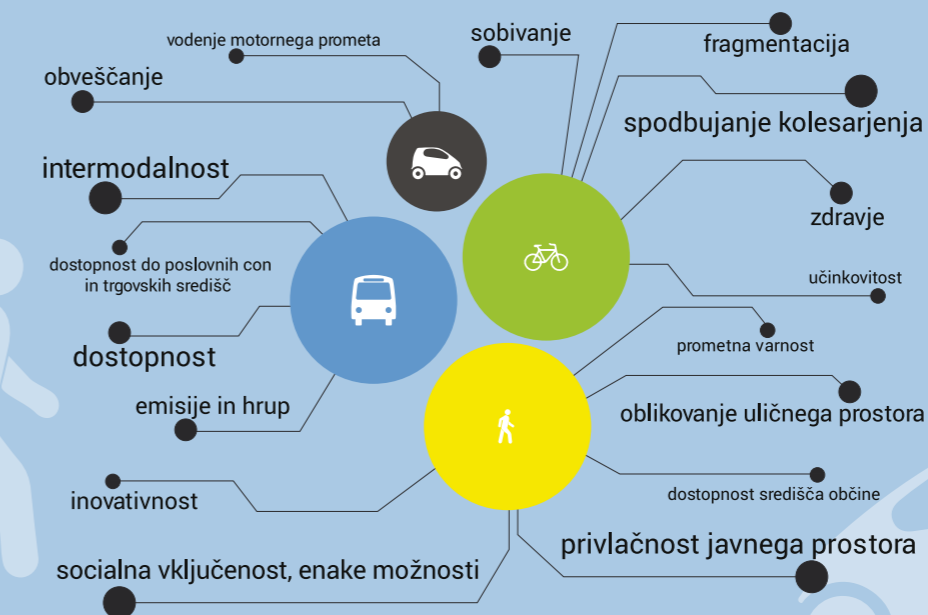 vodenje motornega prometa
obveščanje
intermodalnost
dostopnost do poslovnih con
in trgovskih središč
dostopnost
emisije in hrup
inovativnost
socialna vključenost, enake možnosti
sobivanje
fragmentacija
spodbujanje kolesarjenja
zdravje
učinkovitost
prometna varnost
oblikovanje uličnega prostora
dostopnost središča občine
privlačnost javnega prostora